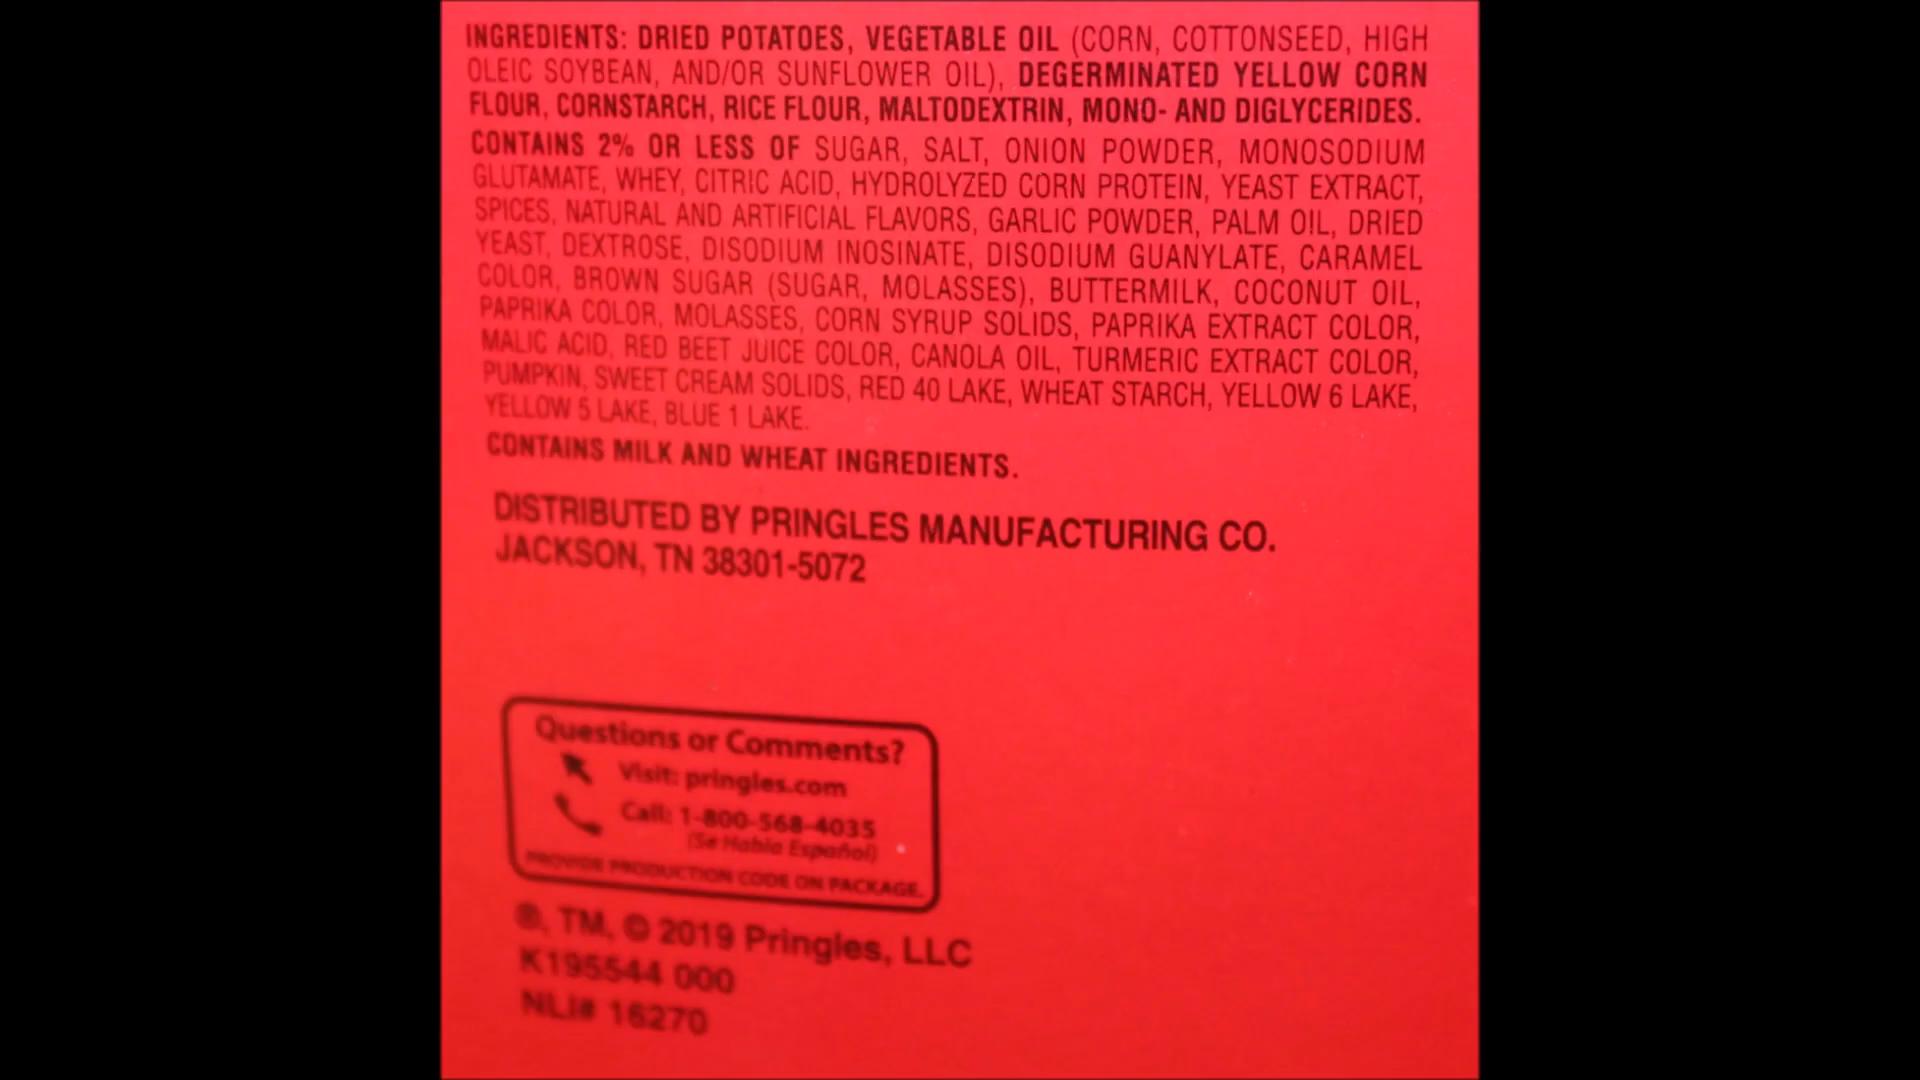 INGREDIENTS: DRIED POTATOES, VEGETABLE OIL (CORN, COTTONSEED, HIGH
OLEIC SOYBEAN, AND/OR SUNFLOWER OIL), DEGERMINATED YELLOW CORN
FLOUR, CORNSTARCH, RICE FLOUR, MALTODEXTRIN, MONO- AND DIGLYCERIDES.
CONTAINS 2% OR LESS OF SUGAR, SALT, ONION POWDER, MONOSODIUM
GLUTAMATE, WHEY, CITRIC ACID, HYDROLYZED CORN PROTEIN, YEAST EXTRACT,
SPICES, NATURAL AND ARTIFICIAL FLAVORS, GARLIC POWDER, PALM OIL, DRIED
YEAST, DEXTROSE, DISODIUM INOSINATE, DISODIUM GUANYLATE, CARAMEL
COLOR, BROWN SUGAR (SUGAR, MOLASSES), BUTTERMILK, COCONUT OIL,
PAPRIKA COLOR, MOLASSES, CORN SYRUP SOLIDS, PAPRIKA EXTRACT COLOR,
MALIC ACID, RED BEET JUICE COLOR, CANOLA OIL, TURMERIC EXTRACT COLOR,
PUMPKIN, SWEET CREAM SOLIDS, RED 40 LAKE, WHEAT STARCH, YELLOW 6 LAKE,
YELLOW 5 LAKE, BLUE 1 LAKE.
CONTAINS MILK AND WHEAT INGREDIENTS.
DISTRIBUTED BY PRINGLES MANUFACTURING CO.
JACKSON, TN 38301-5072
Questions or Comments?
Visit: pringles.com
Call: 1-800-568-4035
(Se Habla Español)
PROVIDE PRODUCTION CODE ON PACKAGE.
®, TM, © 2019 Pringles, LLC
K195544 000
NLI# 16270